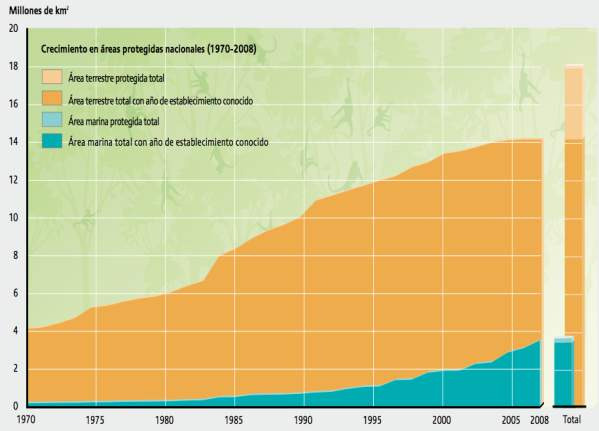 Millones de km²
20
Crecimiento en áreas protegidas nacionales (1970-2008)
18
Área terrestre protegida total
16
Área terrestre total con año de establecimiento conocido
Área marina protegida total
14
Área marina total con año de establecimiento conocido
12
10
8
6
4
2
0
1970 1975 1980 1985 1990 1995 2000 2005 2008 Total